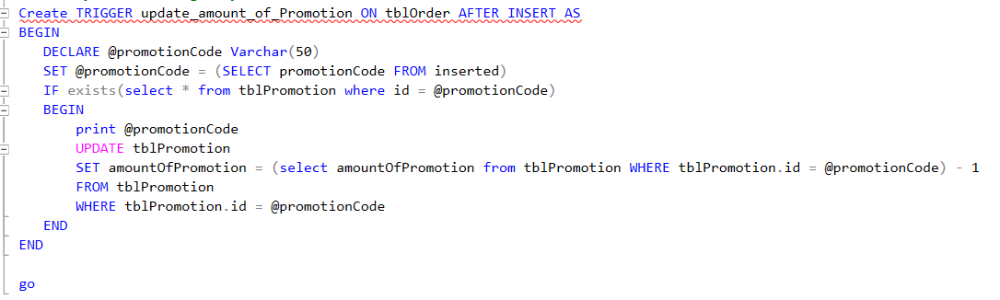 Create TRIGGER update_amount_of_Promotion ON tblOrder AFTER INSERT AS
BEGIN
DECLARE @promotionCode Varchar(50)
SET @promotionCode = (SELECT promotionCode FROM inserted)
IF exists(select * from tblPromotion where id = @promotionCode)
BEGIN
print @promotionCode
UPDATE tblPromotion
SET amountOfPromotion = (select amountOfPromotion from tblPromotion WHERE tblPromotion.id = @promotionCode) - 1
FROM tblPromotion
WHERE tblPromotion.id = @promotionCode
END
END
go